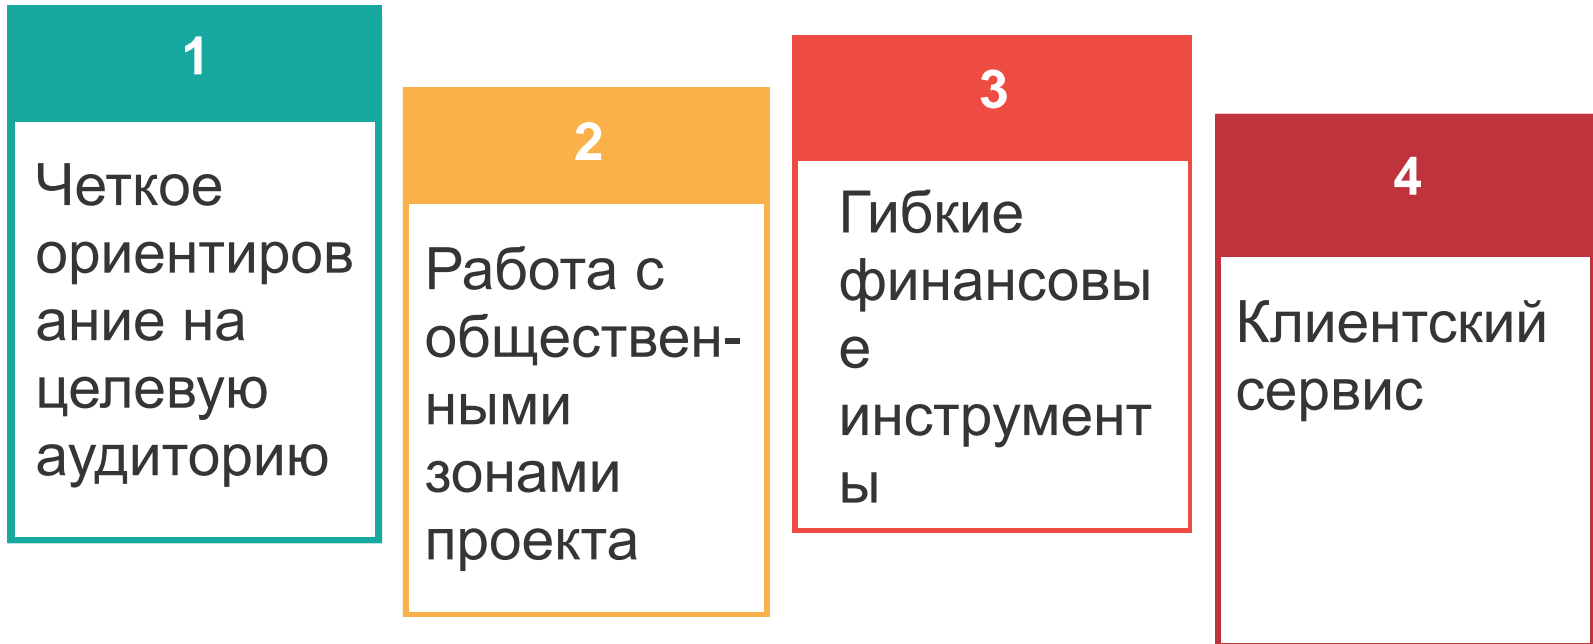 1
Четкое
ориентиров
ание на
целевую
аудиторию
2
Работа с
обществен-
ными
зонами
проекта
3
Гибкие
финансовы
е
инструмент
ы
4
Клиентский
сервис